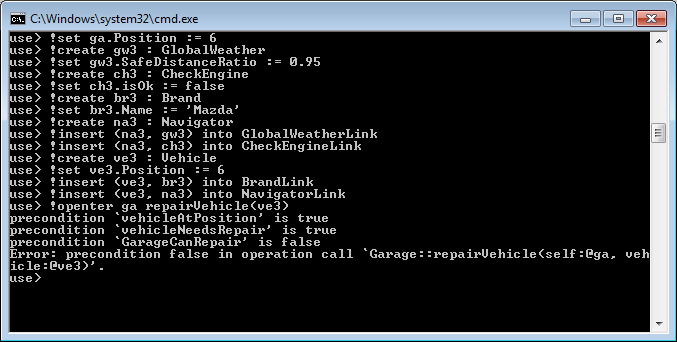 C:\Windows\system32\cmd.exe
use> !set ga.Position := 6
use> !create gw3 : GlobalWeather
use> !set gw3.SafeDistanceRatio := 0.95
use> !create ch3 : CheckEngine
use> !set ch3.isOk := false
use> !create br3 : Brand
use> !set br3.Name := 'Mazda'
use> !create na3 : Navigator
use> !insert (na3, gw3) into GlobalWeatherLink
use> !insert (na3, ch3) into CheckEngineLink
use> !create ve3 : Vehicle
use> !set ve3.Position := 6
use> !insert (ve3, br3) into BrandLink
use> !insert (ve3, na3) into NavigatorLink
use> !openter ga repairVehicle(ve3)
precondition `vehicleAtPosition' is true
precondition `vehicleNeedsRepair' is true
precondition `GarageCanRepair' is false
Error: precondition false in operation call `Garage::repairVehicle(self:@ga, veh
icle:@ve3)'.
use>